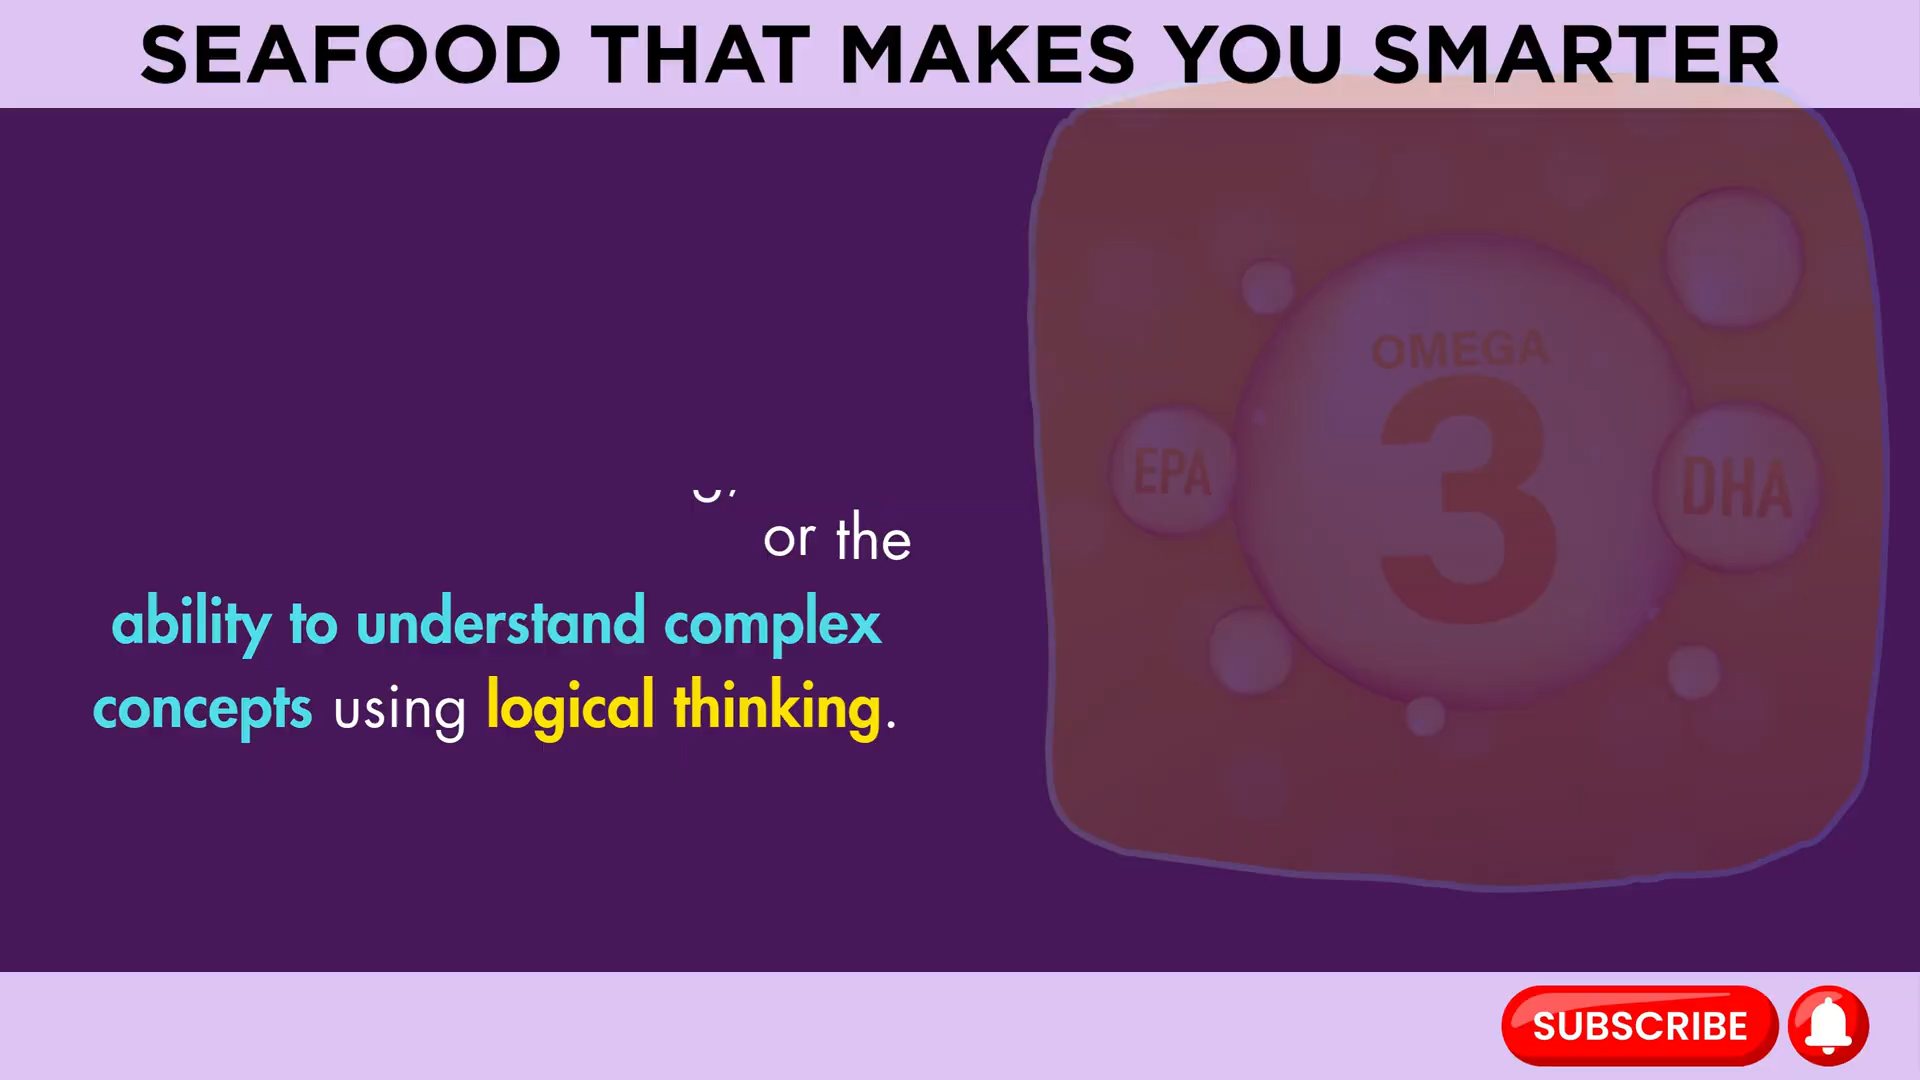 SEAFOOD THAT MAKES YOU SMARTER
or the
ability to understand complex
concepts using logical thinking.
OMEGA
3
EPA
DHA
SUBSCRIBE